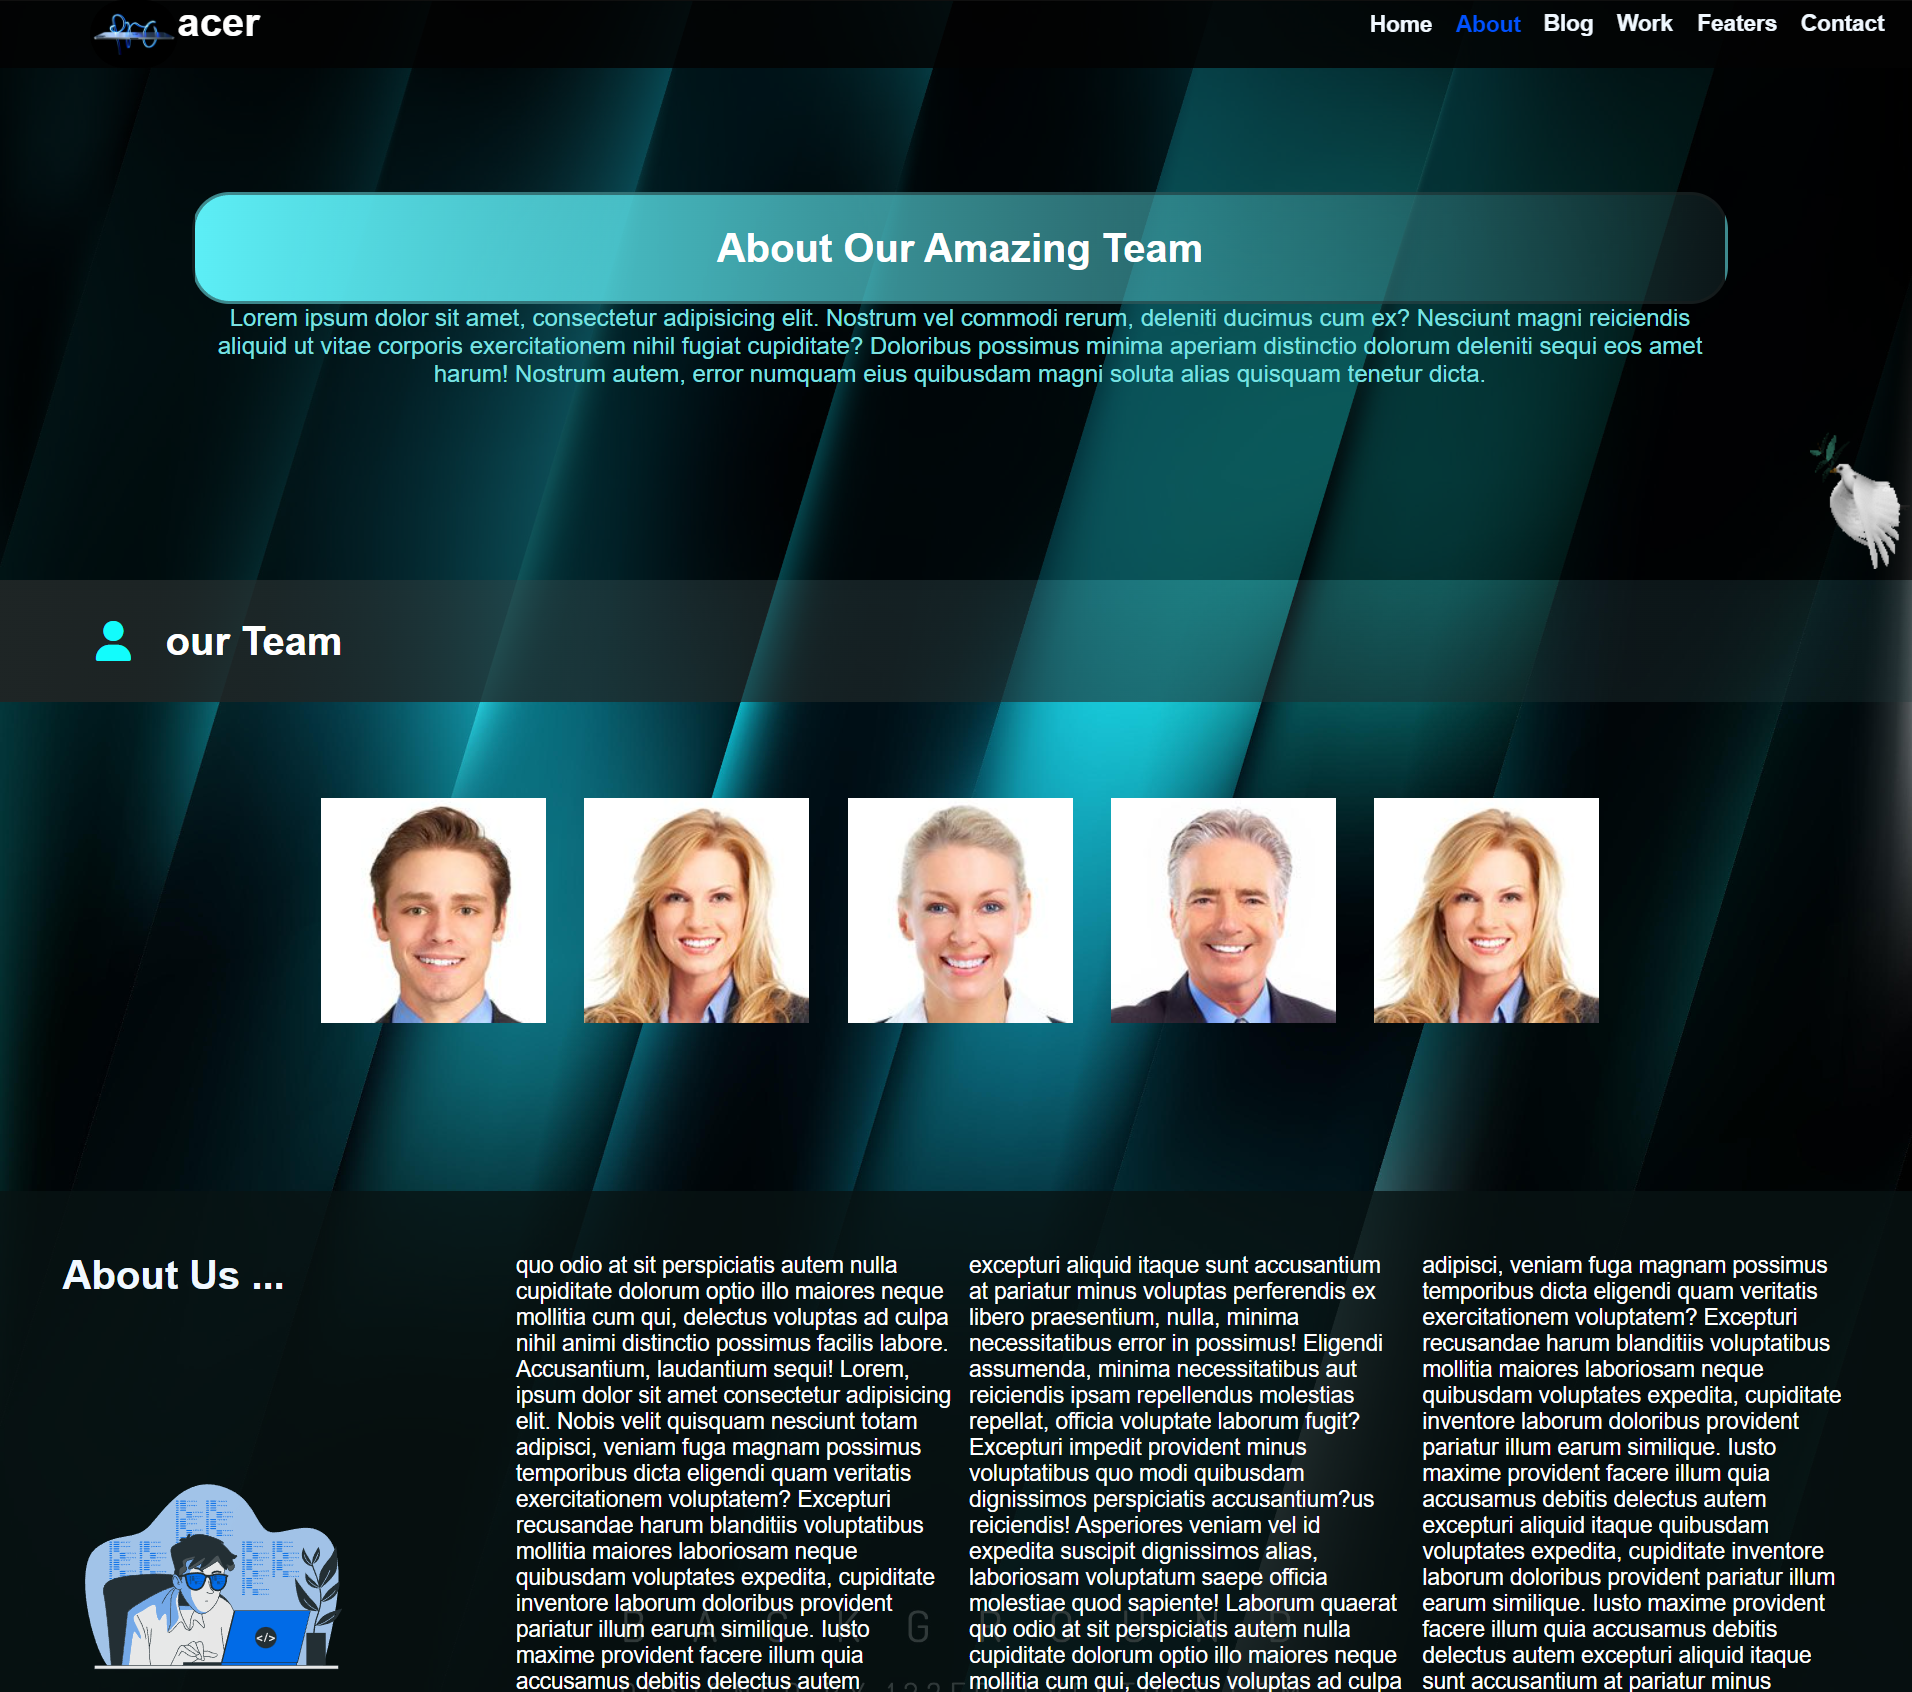 pro acer
Home About Blog Work Featers Contact
About Our Amazing Team
Lorem ipsum dolor sit amet, consectetur adipisicing elit. Nostrum vel commodi rerum, deleniti ducimus cum ex? Nesciunt magni reiciendis
aliquid ut vitae corporis exercitationem nihil fugiat cupiditate? Doloribus possimus minima aperiam distinctio dolorum deleniti sequi eos amet
harum! Nostrum autem, error numquam eius quibusdam magni soluta alias quisquam tenetur dicta.
our Team
About Us ...
</>
quo odio at sit perspiciatis autem nulla
cupiditate dolorum optio illo maiores neque
mollitia cum qui, delectus voluptas ad culpa
nihil animi distinctio possimus facilis labore.
Accusantium, laudantium sequi! Lorem,
ipsum dolor sit amet consectetur adipisicing
elit. Nobis velit quisquam nesciunt totam
adipisci, veniam fuga magnam possimus
temporibus dicta eligendi quam veritatis
exercitationem voluptatem? Excepturi
recusandae harum blanditiis voluptatibus
mollitia maiores laboriosam neque
quibusdam voluptates expedita, cupiditate
inventore laborum doloribus provident
pariatur illum earum similique. Iusto
maxime provident facere illum quia
accusamus debitis delectus autem
excepturi aliquid itaque sunt accusantium
at pariatur minus voluptas perferendis ex
libero praesentium, nulla, minima
necessitatibus error in possimus! Eligendi
assumenda, minima necessitatibus aut
reiciendis ipsam repellendus molestias
repellat, officia voluptate laborum fugit?
Excepturi impedit provident minus
voluptatibus quo modi quibusdam
dignissimos perspiciatis accusantium?us
reiciendis! Asperiores veniam vel id
expedita suscipit dignissimos alias,
laboriosam voluptatum saepe officia
molestiae quod sapiente! Laborum quaerat
quo odio at sit perspiciatis autem nulla
cupiditate dolorum optio illo maiores neque
mollitia cum qui, delectus voluptas ad culpa
adipisci, veniam fuga magnam possimus
temporibus dicta eligendi quam veritatis
exercitationem voluptatem? Excepturi
recusandae harum blanditiis voluptatibus
mollitia maiores laboriosam neque
quibusdam voluptates expedita, cupiditate
inventore laborum doloribus provident
pariatur illum earum similique. Iusto
maxime provident facere illum quia
accusamus debitis delectus autem
excepturi aliquid itaque quibusdam
voluptates expedita, cupiditate inventore
laborum doloribus provident pariatur illum
earum similique. Iusto maxime provident
facere illum quia accusamus debitis
delectus autem excepturi aliquid itaque
sunt accusantium at pariatur minus
BACKGROUND